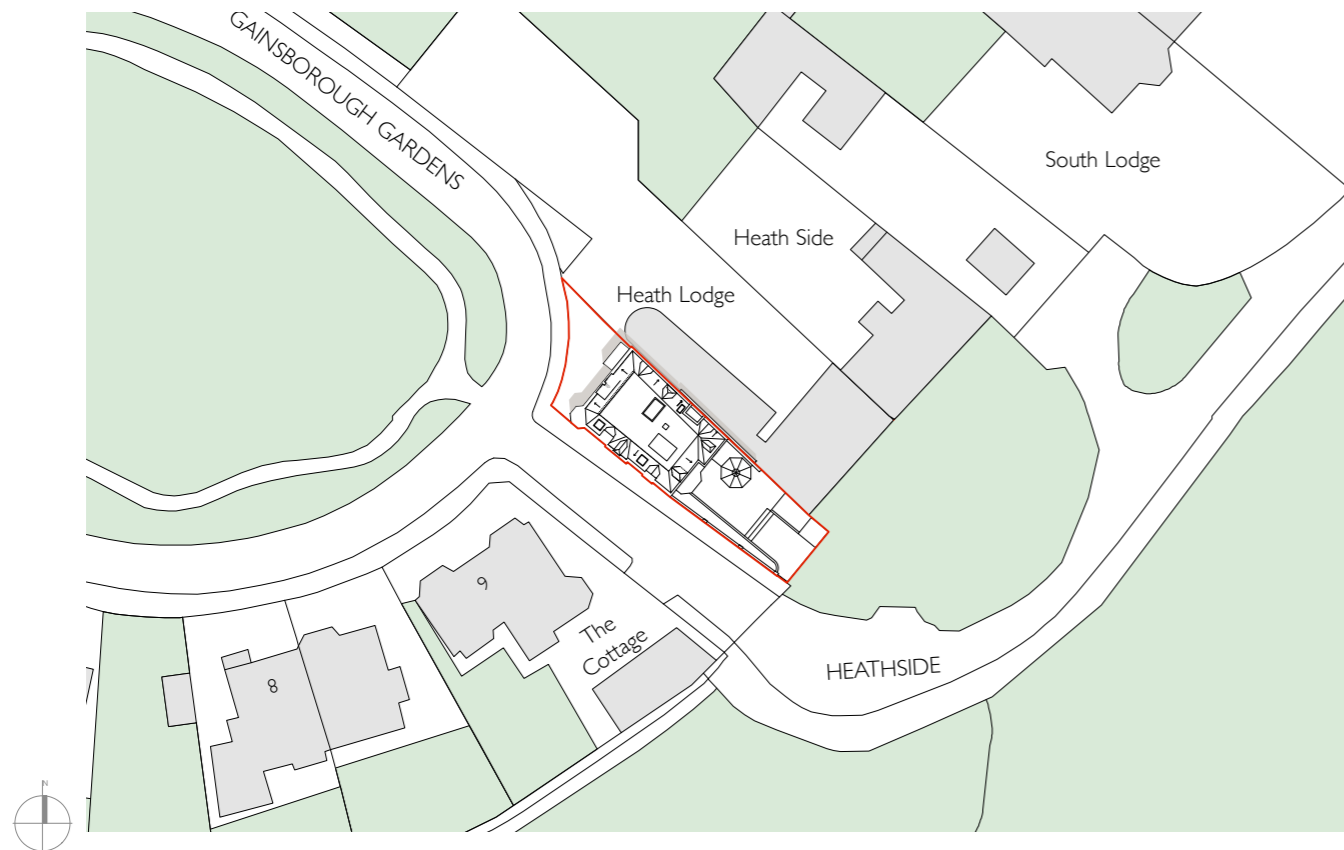 GAINSBOROUGH GARDENS
South Lodge
Heath Side
Heath Lodge
9
The
Cottage
8
HEATHSIDE
N